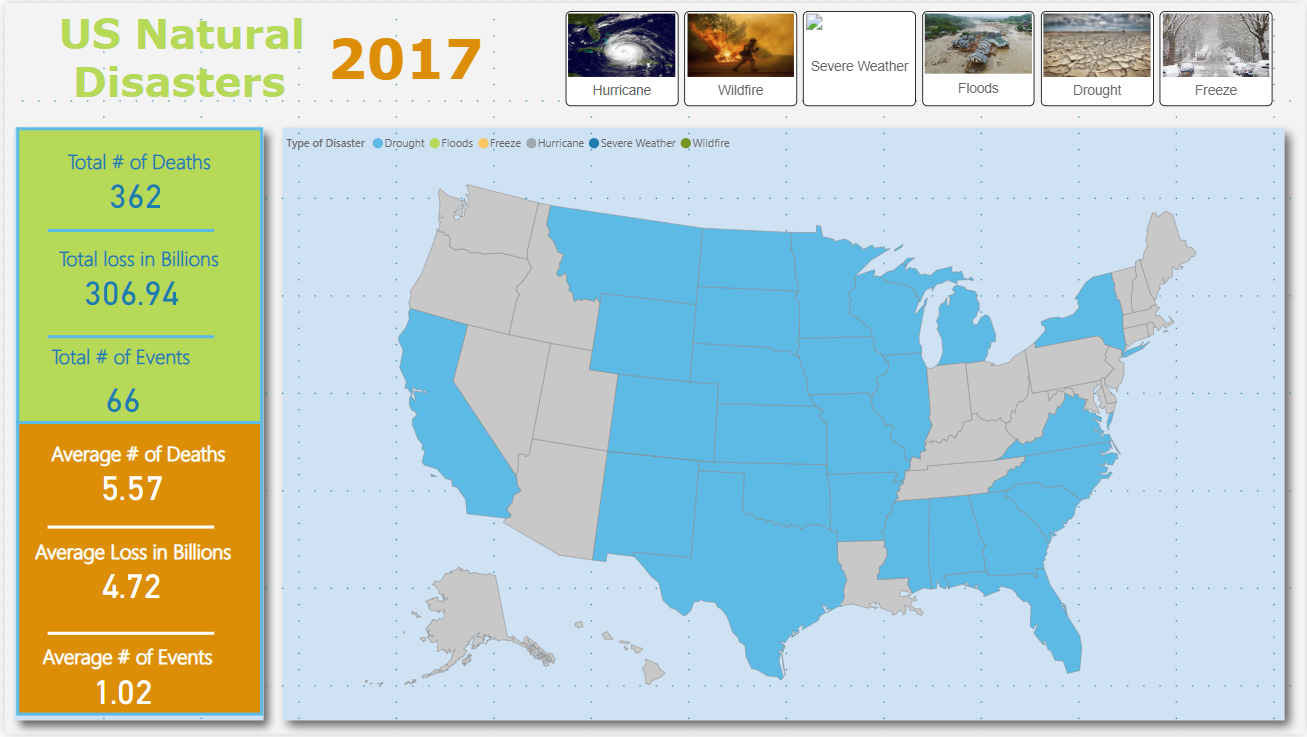 US Natural
Disasters
2017
Hurricane
Wildfire
Severe Weather
Floods
Drought
Freeze
Total # of Deaths
362
Total loss in Billions
306.94
Total # of Events
66
Average # of Deaths
5.57
Average Loss in Billions
4.72
Average # of Events
1.02
Type of Disaster Drought Floods Freeze Hurricane Severe Weather Wildfire